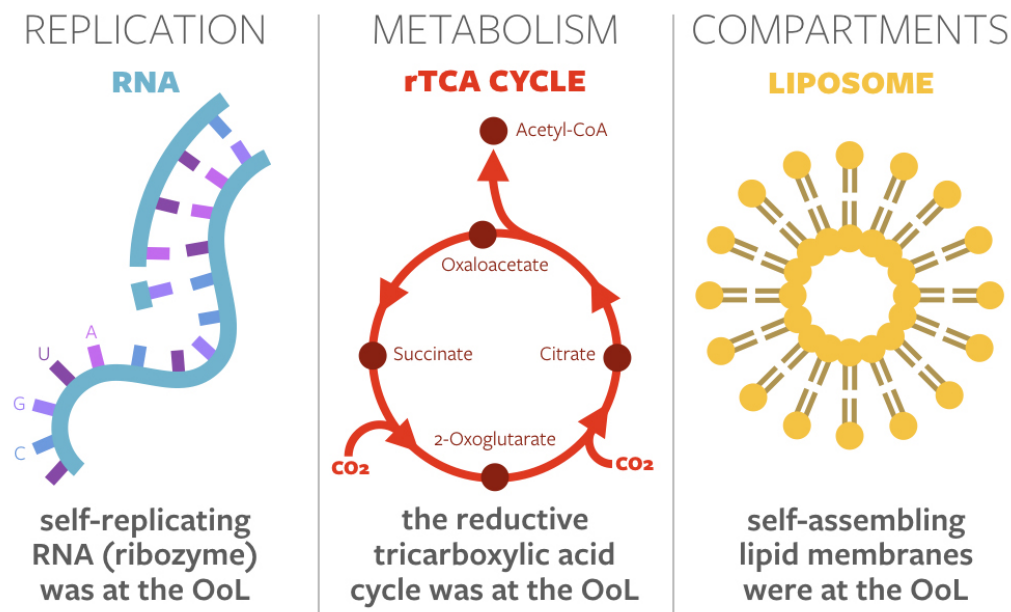 REPLICATION
RNA
A
U
G
C
self-replicating
RNA (ribozyme)
was at the OoL
METABOLISM
rTCA CYCLE
Acetyl-CoA
Oxaloacetate
Succinate
Citrate
2-Oxoglutarate
CO2
CO2
the reductive
tricarboxylic acid
cycle was at the OoL
COMPARTMENTS
LIPOSOME
self-assembling
lipid membranes
were at the OoL